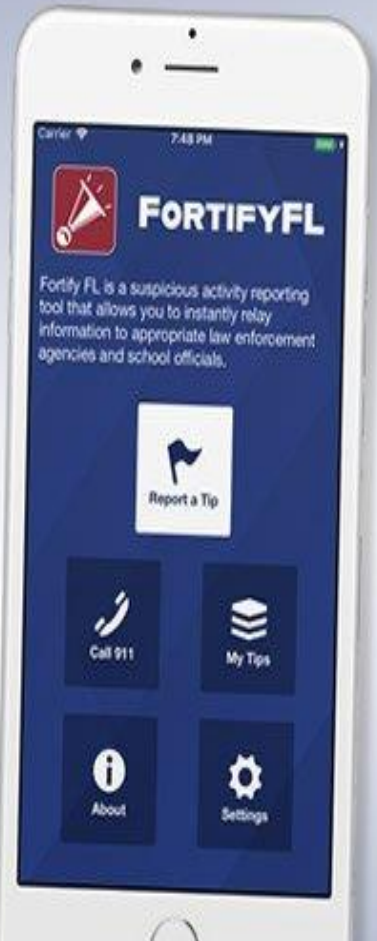 Carrier 7:48 PM
FORTIFYFL
Fortify FL is a suspicious activity reporting
tool that allows you to instantly relay
information to appropriate law enforcement
agencies and school officials.
Report a Tip
Call 911
My Tips
About
Settings